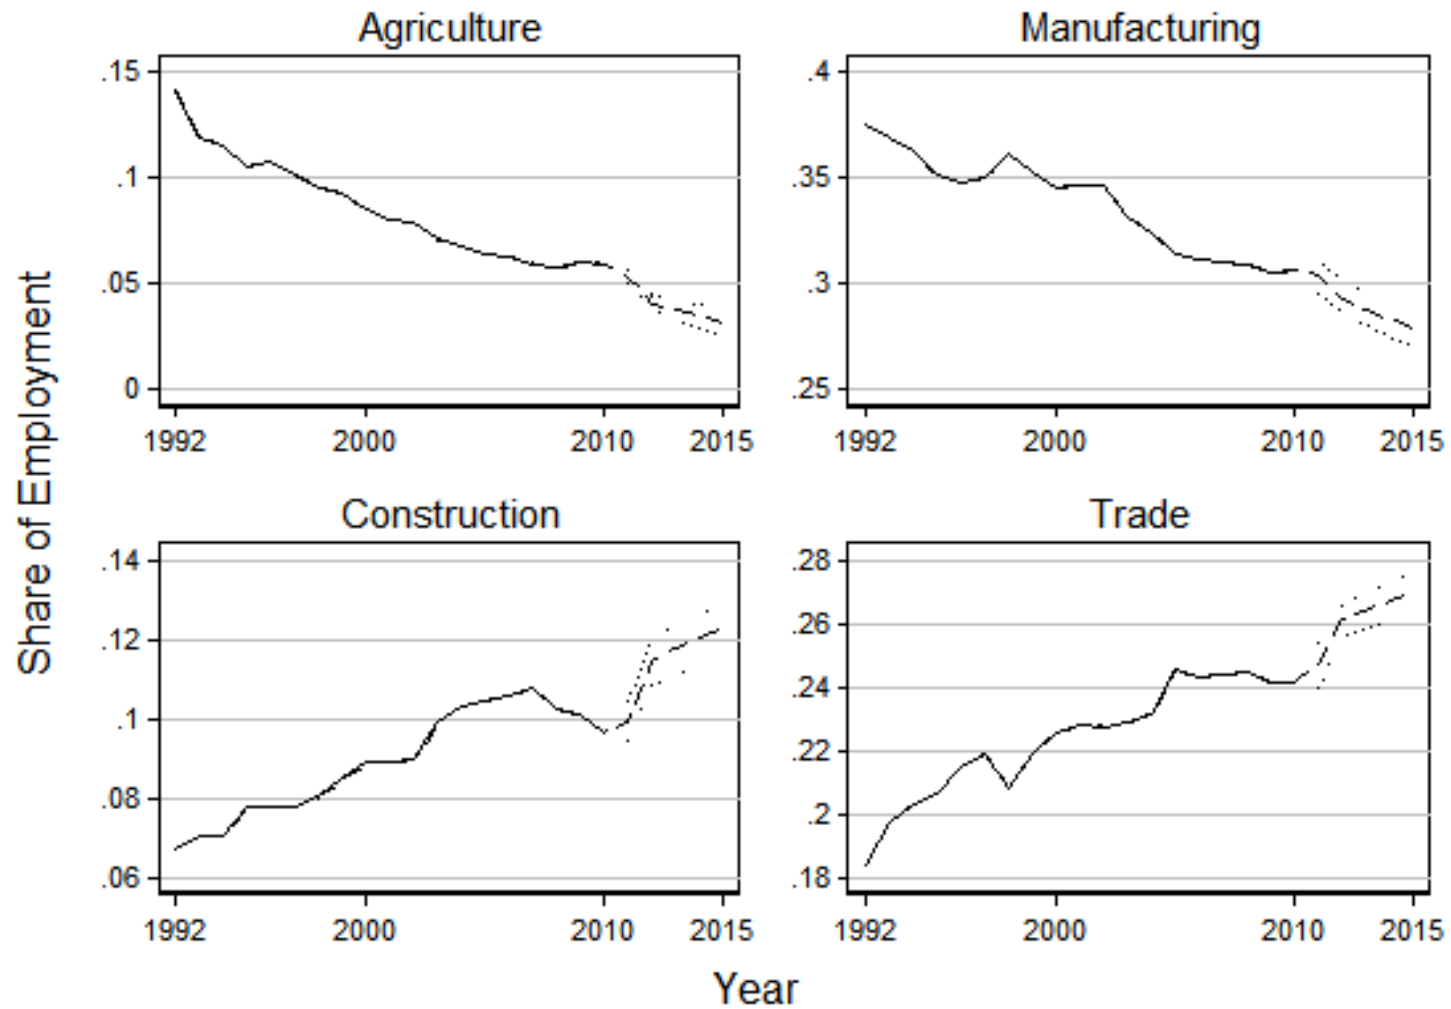 Agriculture
.15
.1
.05
0
1992 2000 2010 2015
Manufacturing
.4
.35
.3
.25
1992 2000 2010 2015
Construction
.14
.12
.1
.08
.06
1992 2000 2010 2015
Trade
.28
.26
.24
.22
.2
.18
1992 2000 2010 2015
Share of Employment
Year